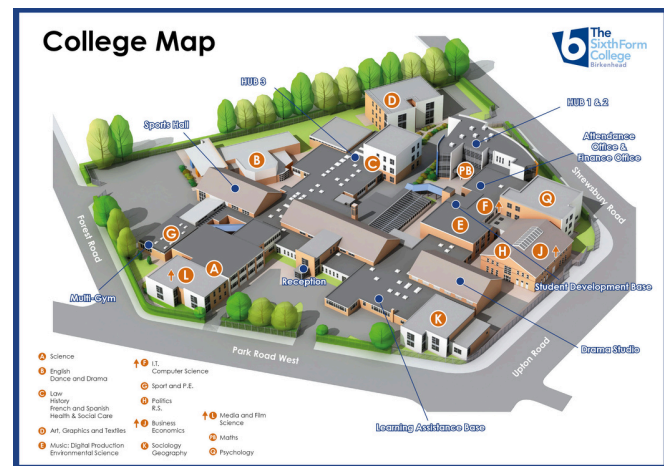 College Map
6
The
SixthForm
College
Birkenhead
HUB 3
D
HUB 1 & 2
Sports Hall
Attendance
Office &
Finance Office
B
C
PB
Q
F
E
Shrewsbury Road
Forest Road
G
H
J
L
A
Reception
Multi-Gym
Student Development Base
K
Drama Studio
Park Road West
Upton Road
Learning Assistance Base
A Science
B English
Dance and Drama
C Law
History
French and Spanish
Health & Social Care
D Art, Graphics and Textiles
E Music: Digital Production
Environmental Science
F I.T.
Computer Science
G Sport and P.E.
H Politics
R.S.
J Business
Economics
K Sociology
Geography
L Media and Film
Science
PB Maths
Q Psychology